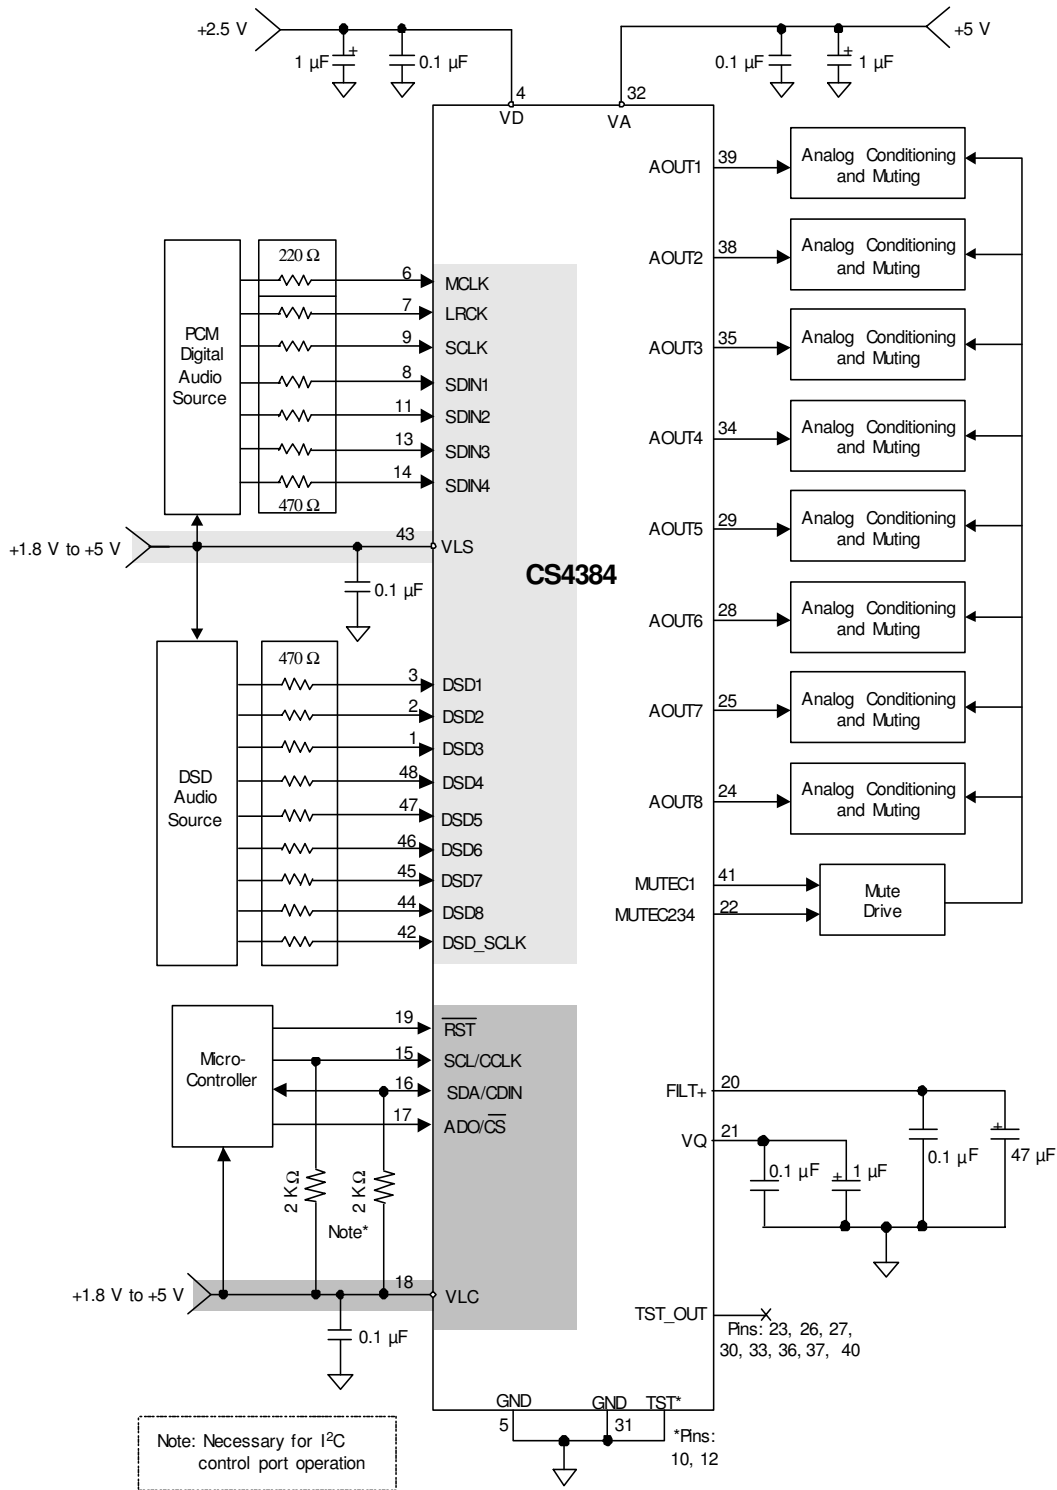 +2.5 V
1 µF
+
0.1 µF
0.1 µF
+
1 µF
+5 V
4
VD
32
VA
AOUT1
39
Analog Conditioning
and Muting
AOUT2
38
Analog Conditioning
and Muting
AOUT3
35
Analog Conditioning
and Muting
AOUT4
34
Analog Conditioning
and Muting
AOUT5
29
Analog Conditioning
and Muting
AOUT6
28
Analog Conditioning
and Muting
AOUT7
25
Analog Conditioning
and Muting
AOUT8
24
Analog Conditioning
and Muting
MUTEC1
41
MUTEC234
22
Mute
Drive
PCM
Digital
Audio
Source
220 Ω
470 Ω
6
MCLK
7
LRCK
9
SCLK
8
SDIN1
11
SDIN2
13
SDIN3
14
SDIN4
+1.8 V to +5 V
43
VLS
0.1 µF
CS4384
DSD
Audio
Source
470 Ω
3
DSD1
2
DSD2
1
DSD3
48
DSD4
47
DSD5
46
DSD6
45
DSD7
44
DSD8
42
DSD_SCLK
Micro-
Controller
19
RST
15
SCL/CCLK
16
SDA/CDIN
17
ADO/CS
2 KΩ
2 KΩ
Note*
+1.8 V to +5 V
18
VLC
0.1 µF
FILT+
20
VQ
21
0.1 µF
+
1 µF
0.1 µF
+
47 µF
TST_OUT
Pins: 23, 26, 27,
30, 33, 36, 37, 40
GND
5
GND
31
TST*
*Pins:
10, 12
Note: Necessary for I²C
control port operation